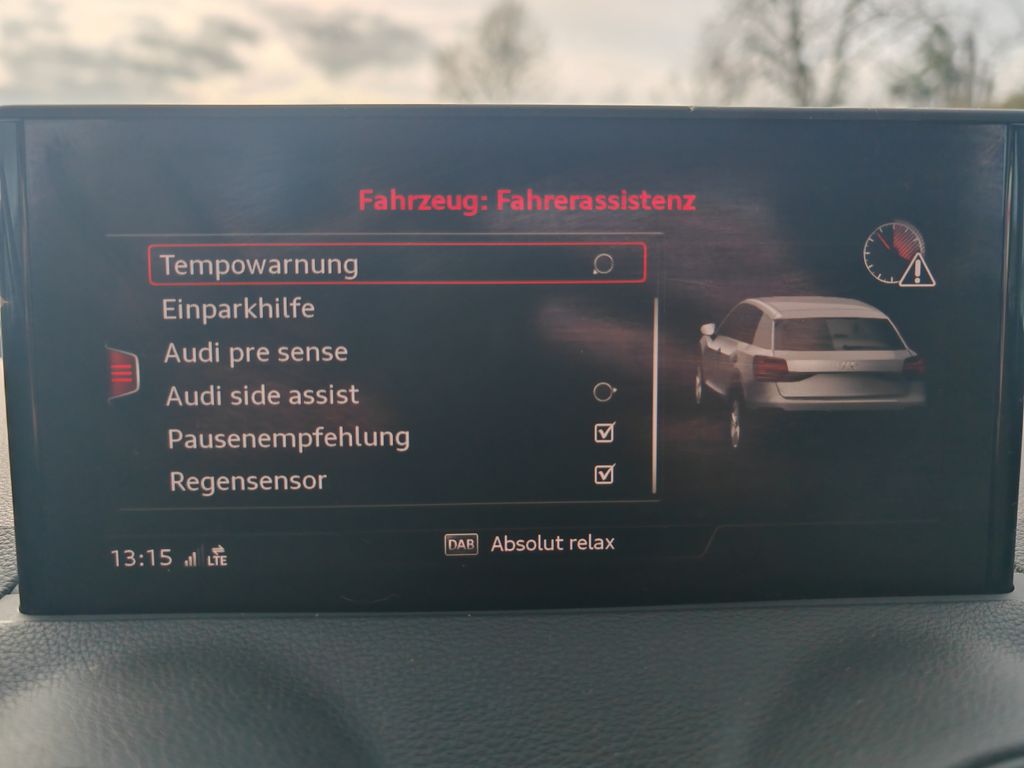 Fahrzeug: Fahrerassistenz
Tempowarnung
Einparkhilfe
Audi pre sense
Audi side assist
Pausenempfehlung
Regensensor
13:15 LTE
DAB Absolut relax